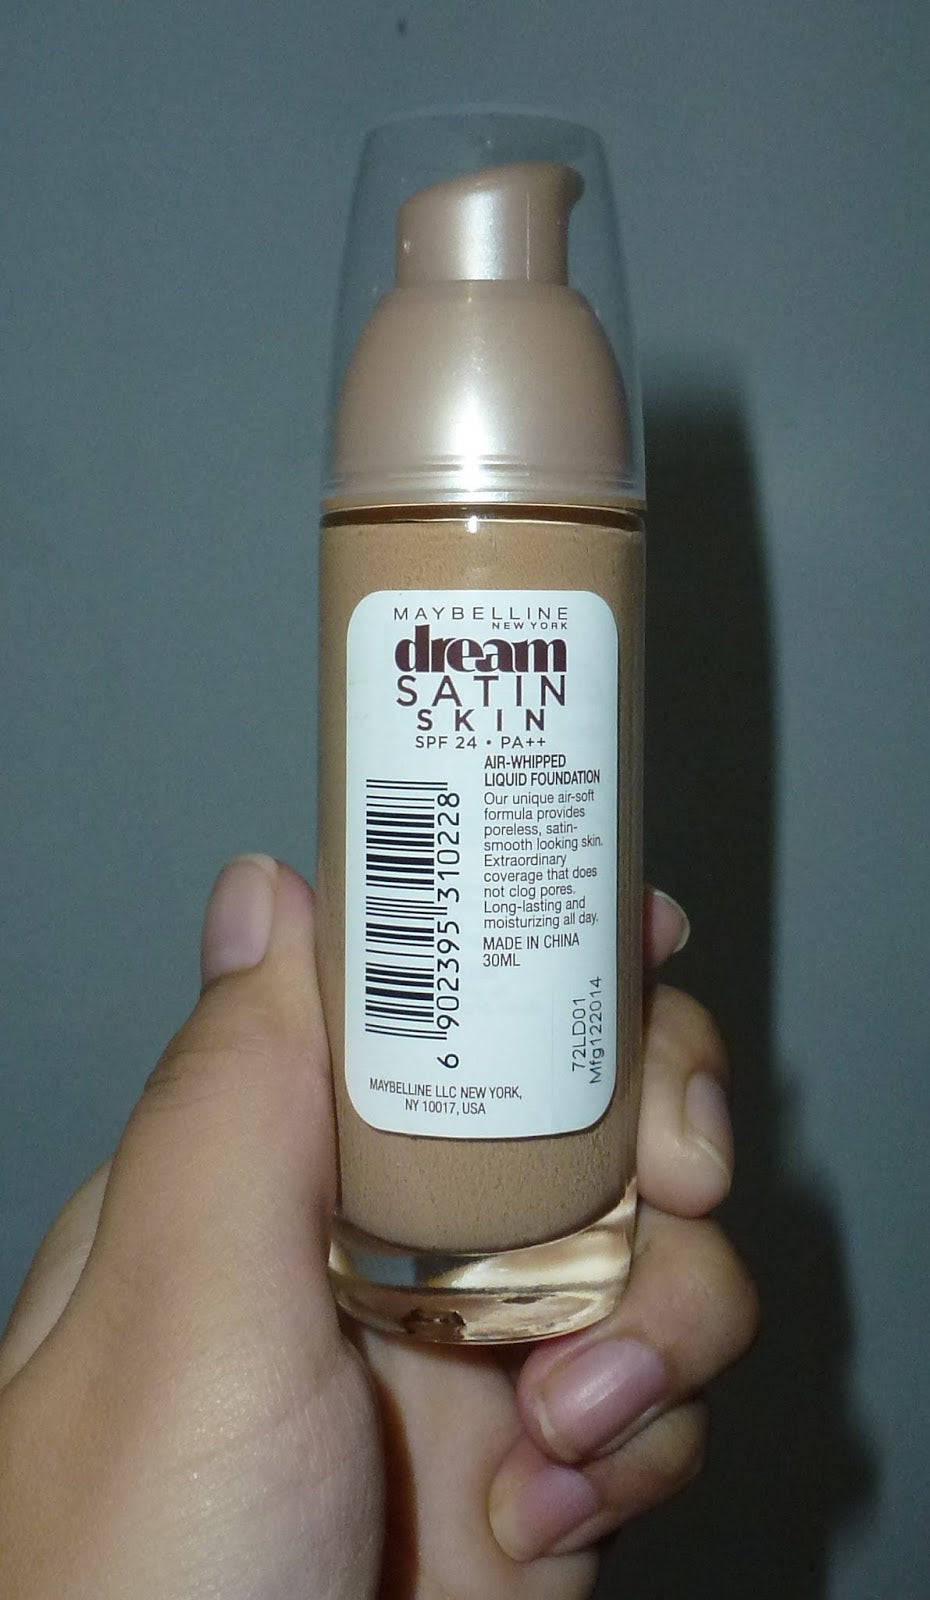 MAYBELLINE
NEW YORK
dream
SATIN
SKIN
SPF 24 • PA++
AIR-WHIPPED
LIQUID FOUNDATION
Our unique air-soft
formula provides
poreless, satin-
smooth looking skin.
Extraordinary
coverage that does
not clog pores.
Long-lasting and
moisturizing all day.
MADE IN CHINA
30ML
6 902395 310228
72LD01
Mfg122014
MAYBELLINE LLC NEW YORK,
NY 10017, USA